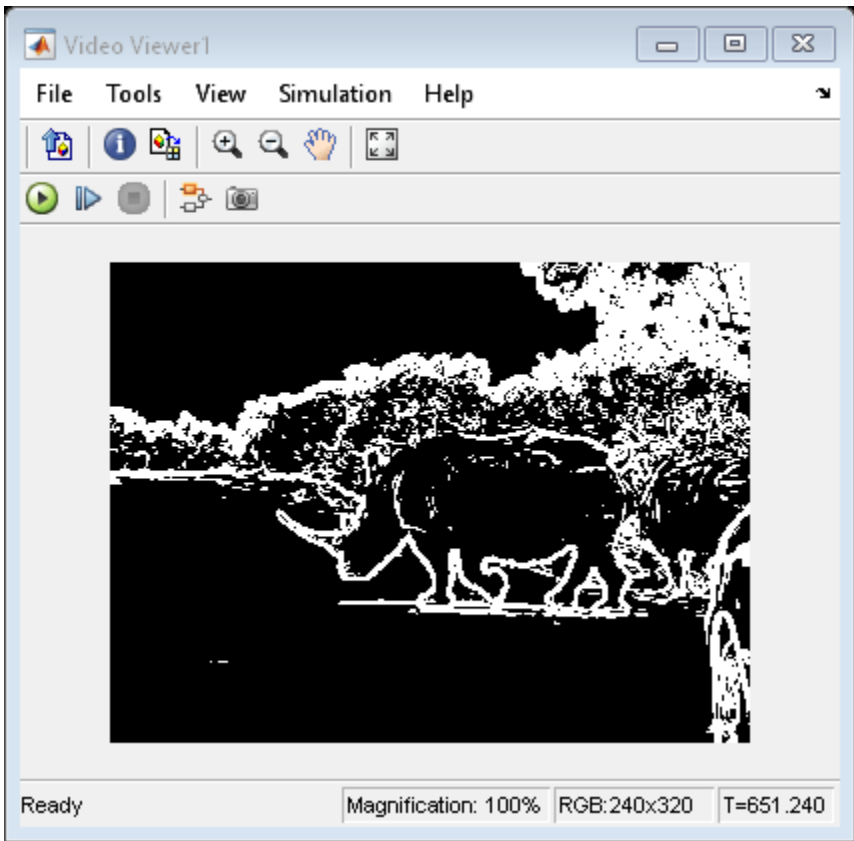 Video Viewer1
File Tools View Simulation Help
Ready Magnification: 100% RGB:240x320 T=651.240